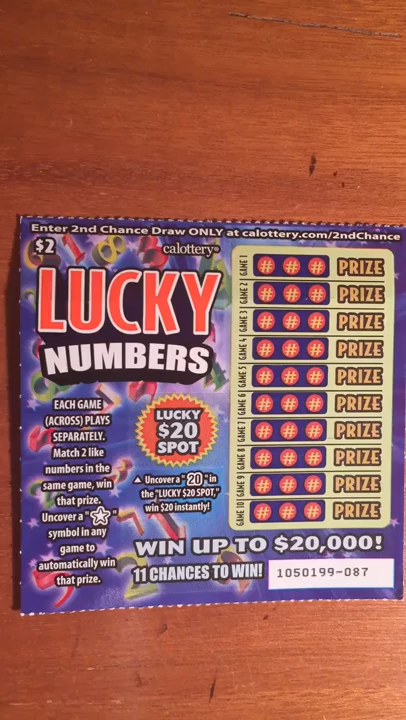 Enter 2nd Chance Draw ONLY at calottery.com/2ndChance
$2
calottery®
LUCKY
NUMBERS
EACH GAME
(ACROSS) PLAYS
SEPARATELY.
Match 2 like
numbers in the
same game, win
that prize.
Uncover a "☆"
symbol in any
game to
automatically win
that prize.
LUCKY
$20
SPOT
▲ Uncover a "20" in
the "LUCKY $20 SPOT,"
win $20 instantly!
GAME 1 # # # PRIZE
GAME 2 # # # PRIZE
GAME 3 # # # PRIZE
GAME 4 # # # PRIZE
GAME 5 # # # PRIZE
GAME 6 # # # PRIZE
GAME 7 # # # PRIZE
GAME 8 # # # PRIZE
GAME 9 # # # PRIZE
GAME 10 # # # PRIZE
WIN UP TO $20,000!
11 CHANCES TO WIN!
1050199-087